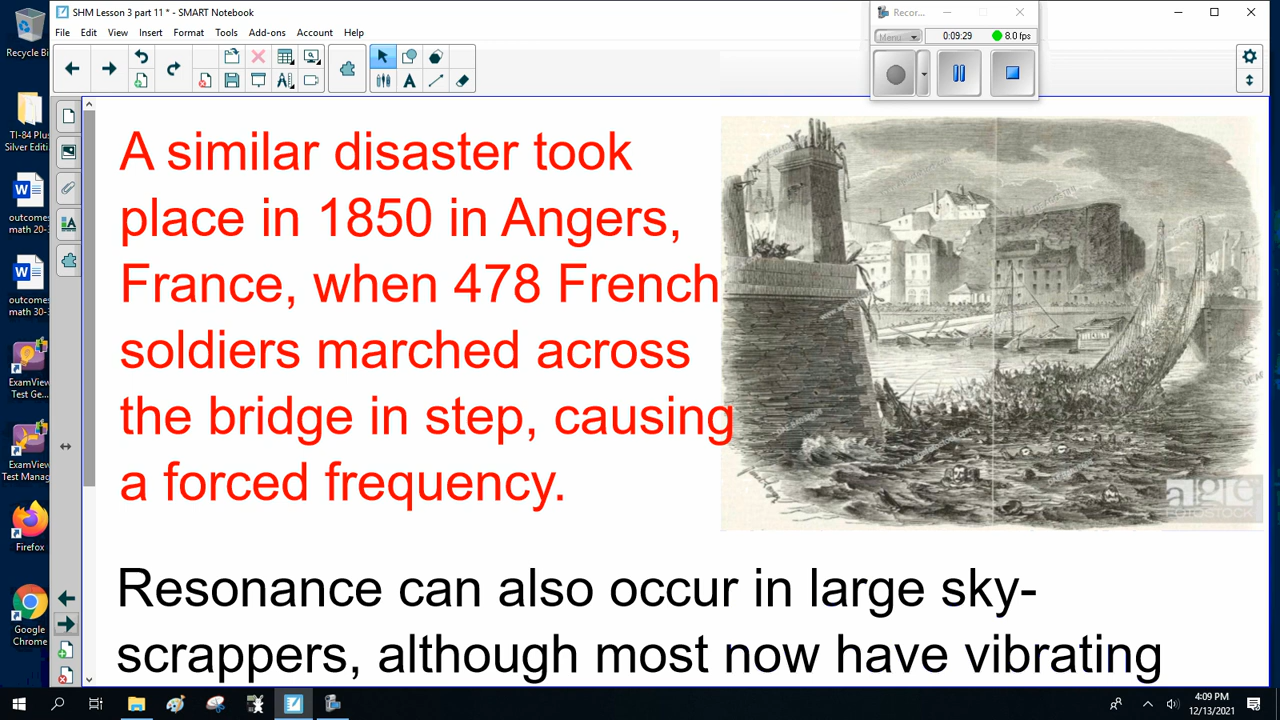 Recycle Bi
SHM Lesson 3 part 11 * - SMART Notebook
File Edit View Insert Format Tools Add-ons Account Help
Recor...
Menu
0:09:29
8.0 fps
TI-84 Plus
Silver Editi
outcomes
math 20-
outcomes
math 30-
ExamView
Test Ge...
ExamView
Test Manag
Firefox
Google
Chrome
A similar disaster took
place in 1850 in Angers,
France, when 478 French
soldiers marched across
the bridge in step, causing
a forced frequency.
Resonance can also occur in large sky-
scrappers, although most now have vibrating
age
FOTOSTOCK
4:09 PM
12/13/2021